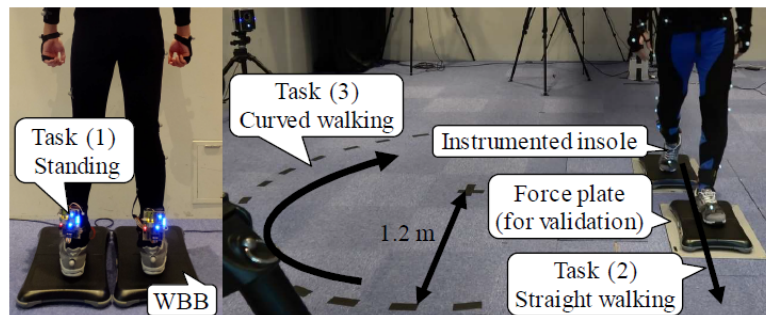 Task (1)
Standing
WBB
Task (3)
Curved walking
1.2 m
Instrumented insole
Force plate
(for validation)
Task (2)
Straight walking